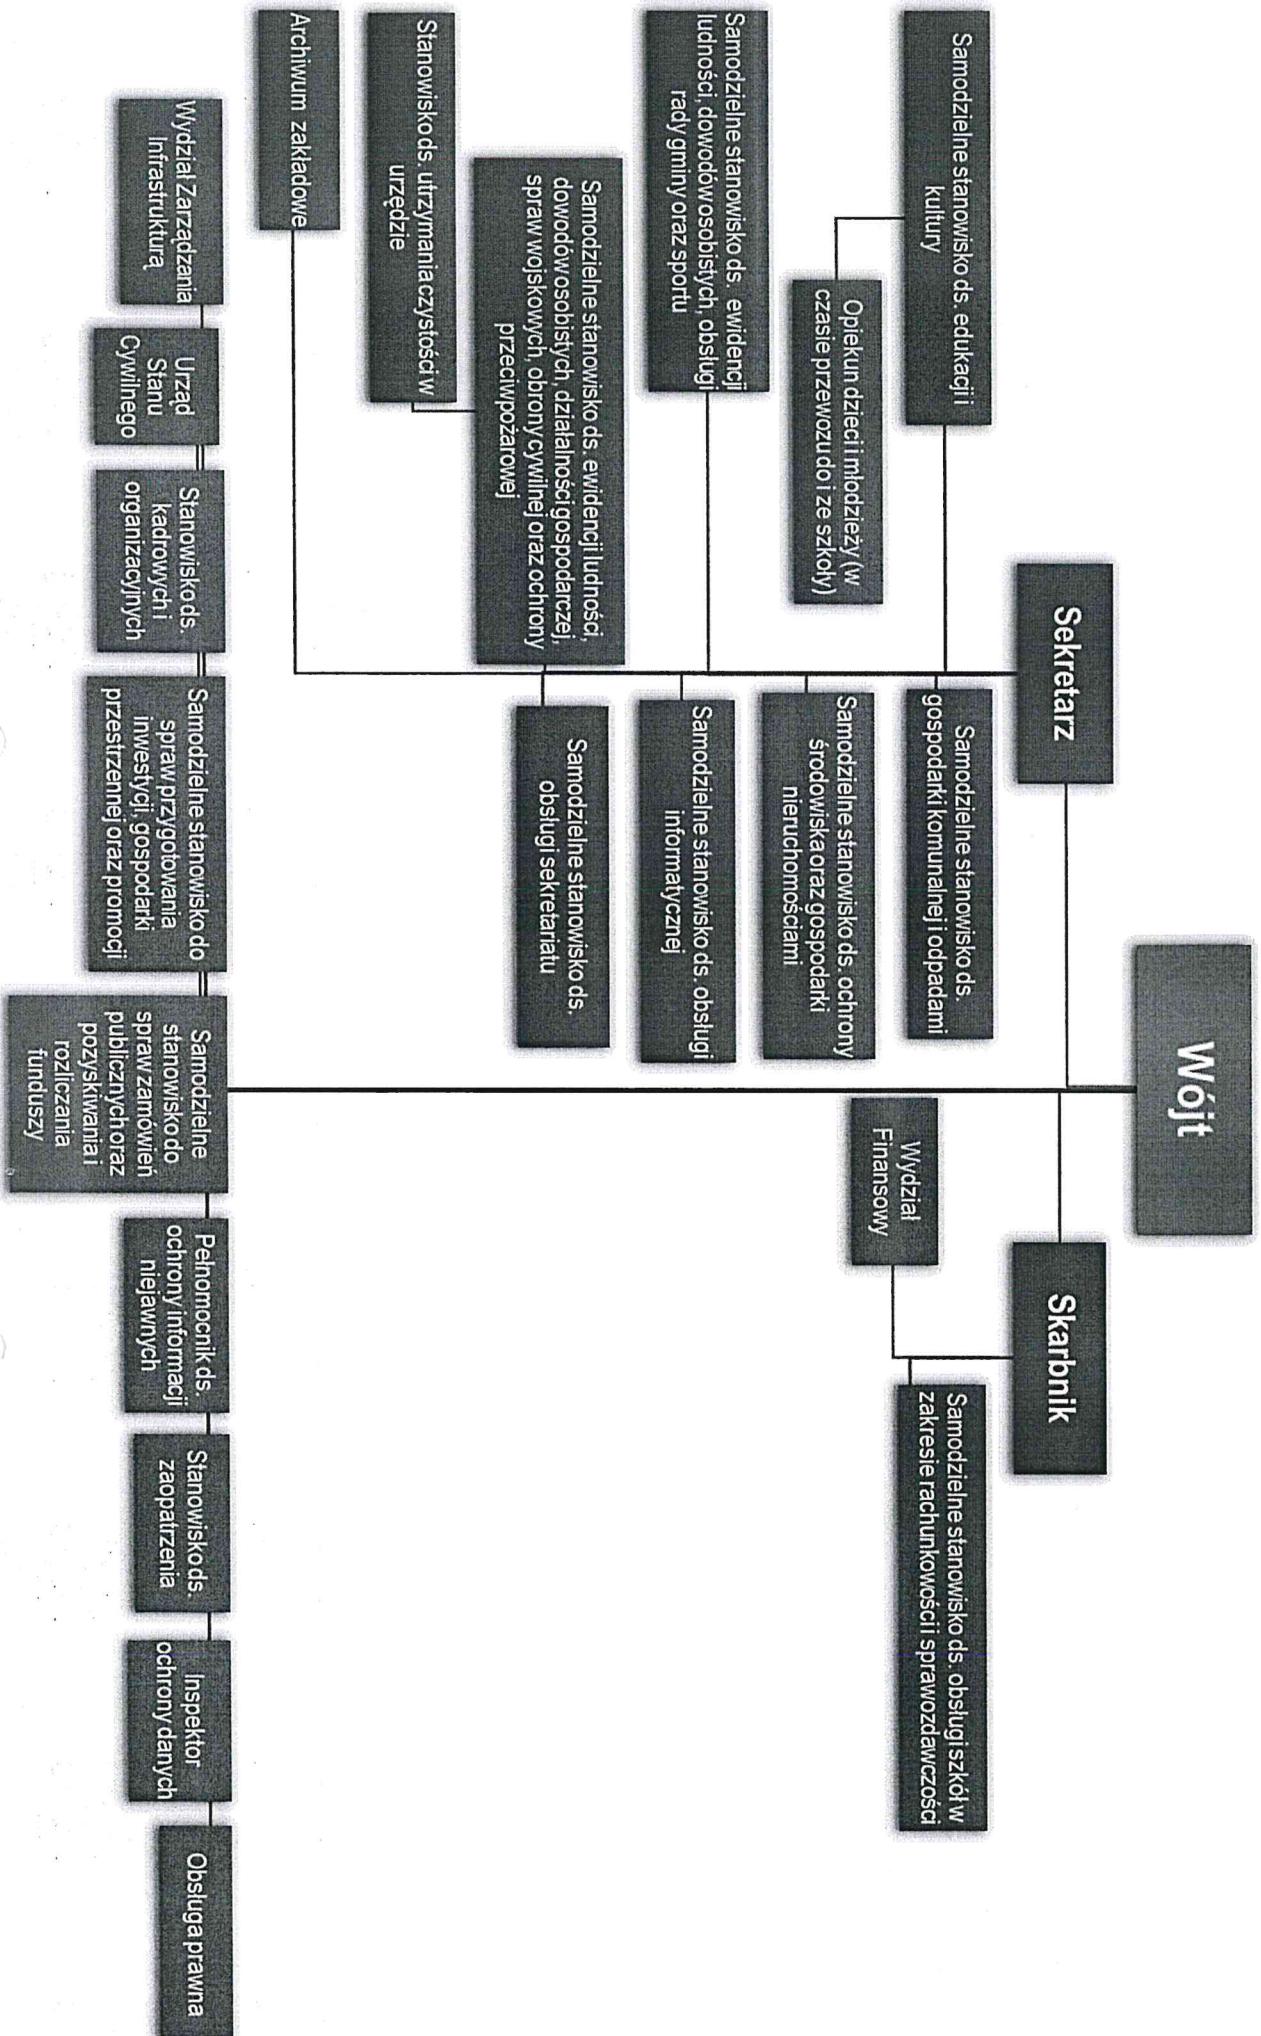 Wójt
Sekretarz
Skarbnik
Samodzielne stanowisko ds. edukacji i
kultury
Samodzielne stanowisko ds.
gospodarki komunalnej i odpadami
Samodzielne stanowisko ds. obsługi szkół w
zakresie rachunkowości i sprawozdawczości
Wydział
Finansowy
Opiekun dzieci i młodzieży (w
czasie przewozu do i ze szkoły)
Samodzielne stanowisko ds. ochrony
środowiska oraz gospodarki
nieruchomościami
Samodzielne stanowisko ds. ewidencji
ludności, dowodów osobistych, obsługi
rady gminy oraz sportu
Samodzielne stanowisko ds. obsługi
informatycznej
Samodzielne stanowisko ds. ewidencji ludności,
dowodów osobistych, działalności gospodarczej,
spraw wojskowych, obrony cywilnej oraz ochrony
przeciwpożarowej
Samodzielne stanowisko ds.
obsługi sekretariatu
Stanowisko ds. utrzymania czystości w
urzędzie
Archiwum zakładowe
Wydział Zarządzania
Infrastrukturą
Urząd
Stanu
Cywilnego
Stanowisko ds.
kadrowych i
organizacyjnych
Samodzielne stanowisko do
spraw przygotowania
inwestycji, gospodarki
przestrzennej oraz promocji
Samodzielne
stanowisko do
spraw zamówień
publicznych oraz
pozyskiwania i
rozliczania
funduszy
Pełnomocnik ds.
ochrony informacji
niejawnych
Stanowisko ds.
zaopatrzenia
Inspektor
ochrony danych
Obsługa prawna